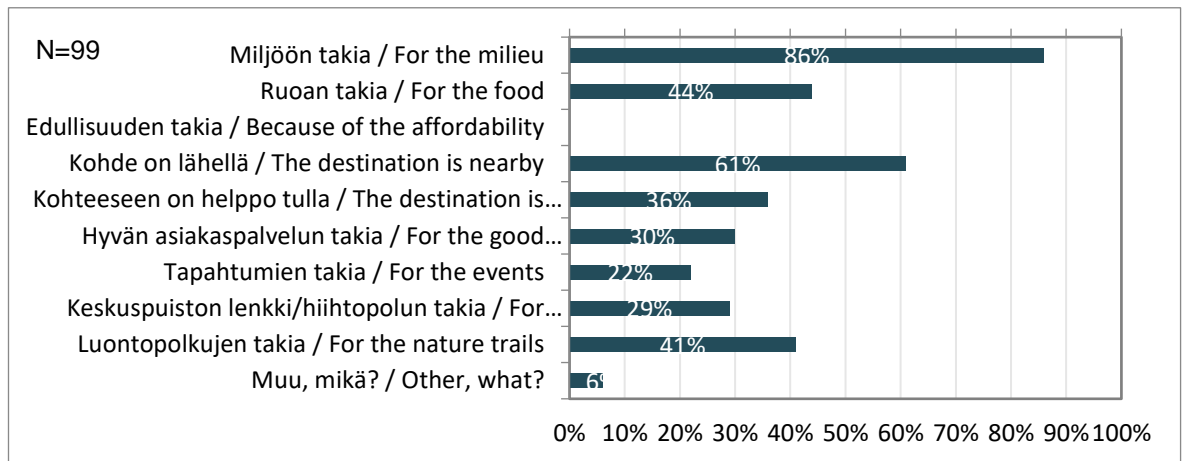 N=99
Miljöön takia / For the milieu
86%
Ruoan takia / For the food
44%
Edullisuuden takia / Because of the affordability
Kohde on lähellä / The destination is nearby
61%
Kohteeseen on helppo tulla / The destination is…
36%
Hyvän asiakaspalvelun takia / For the good…
30%
Tapahtumien takia / For the events
22%
Keskuspuiston lenkki/hiihtopolun takia / For…
29%
Luontopolkujen takia / For the nature trails
41%
Muu, mikä? / Other, what?
6%
0% 10% 20% 30% 40% 50% 60% 70% 80% 90% 100%